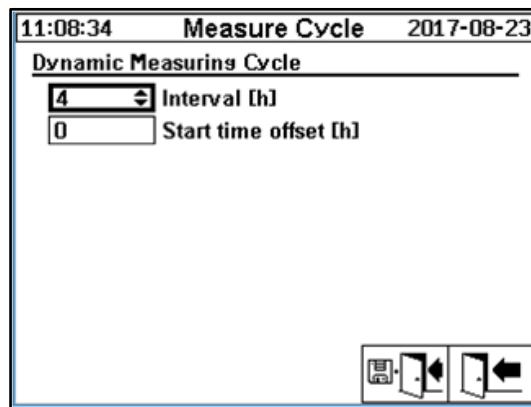 11:08:34 Measure Cycle 2017-08-23
Dynamic Measuring Cycle
4 Interval [h]
0 Start time offset [h]